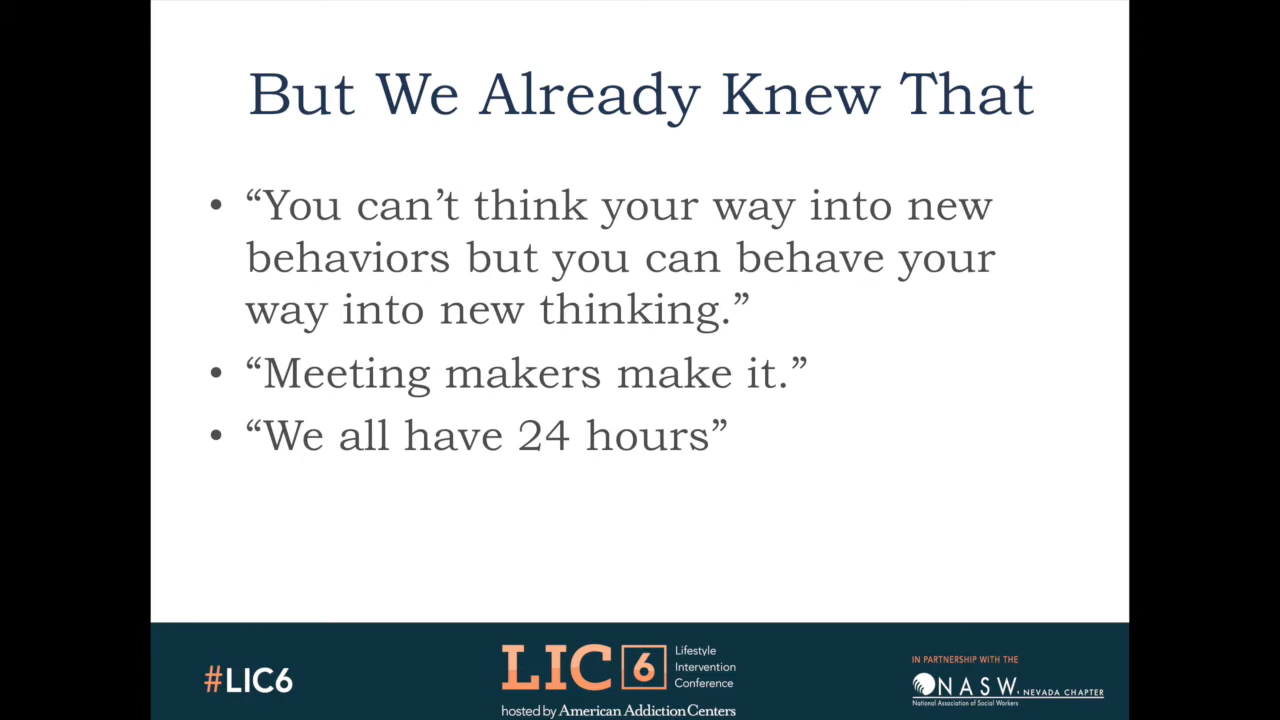 But We Already Knew That
• “You can’t think your way into new
behaviors but you can behave your
way into new thinking.”
• “Meeting makers make it.”
• “We all have 24 hours”
#LIC6
LIC 6
Lifestyle
Intervention
Conference
hosted by American Addiction Centers
IN PARTNERSHIP WITH THE
NASW, NEVADA CHAPTER
National Association of Social Workers